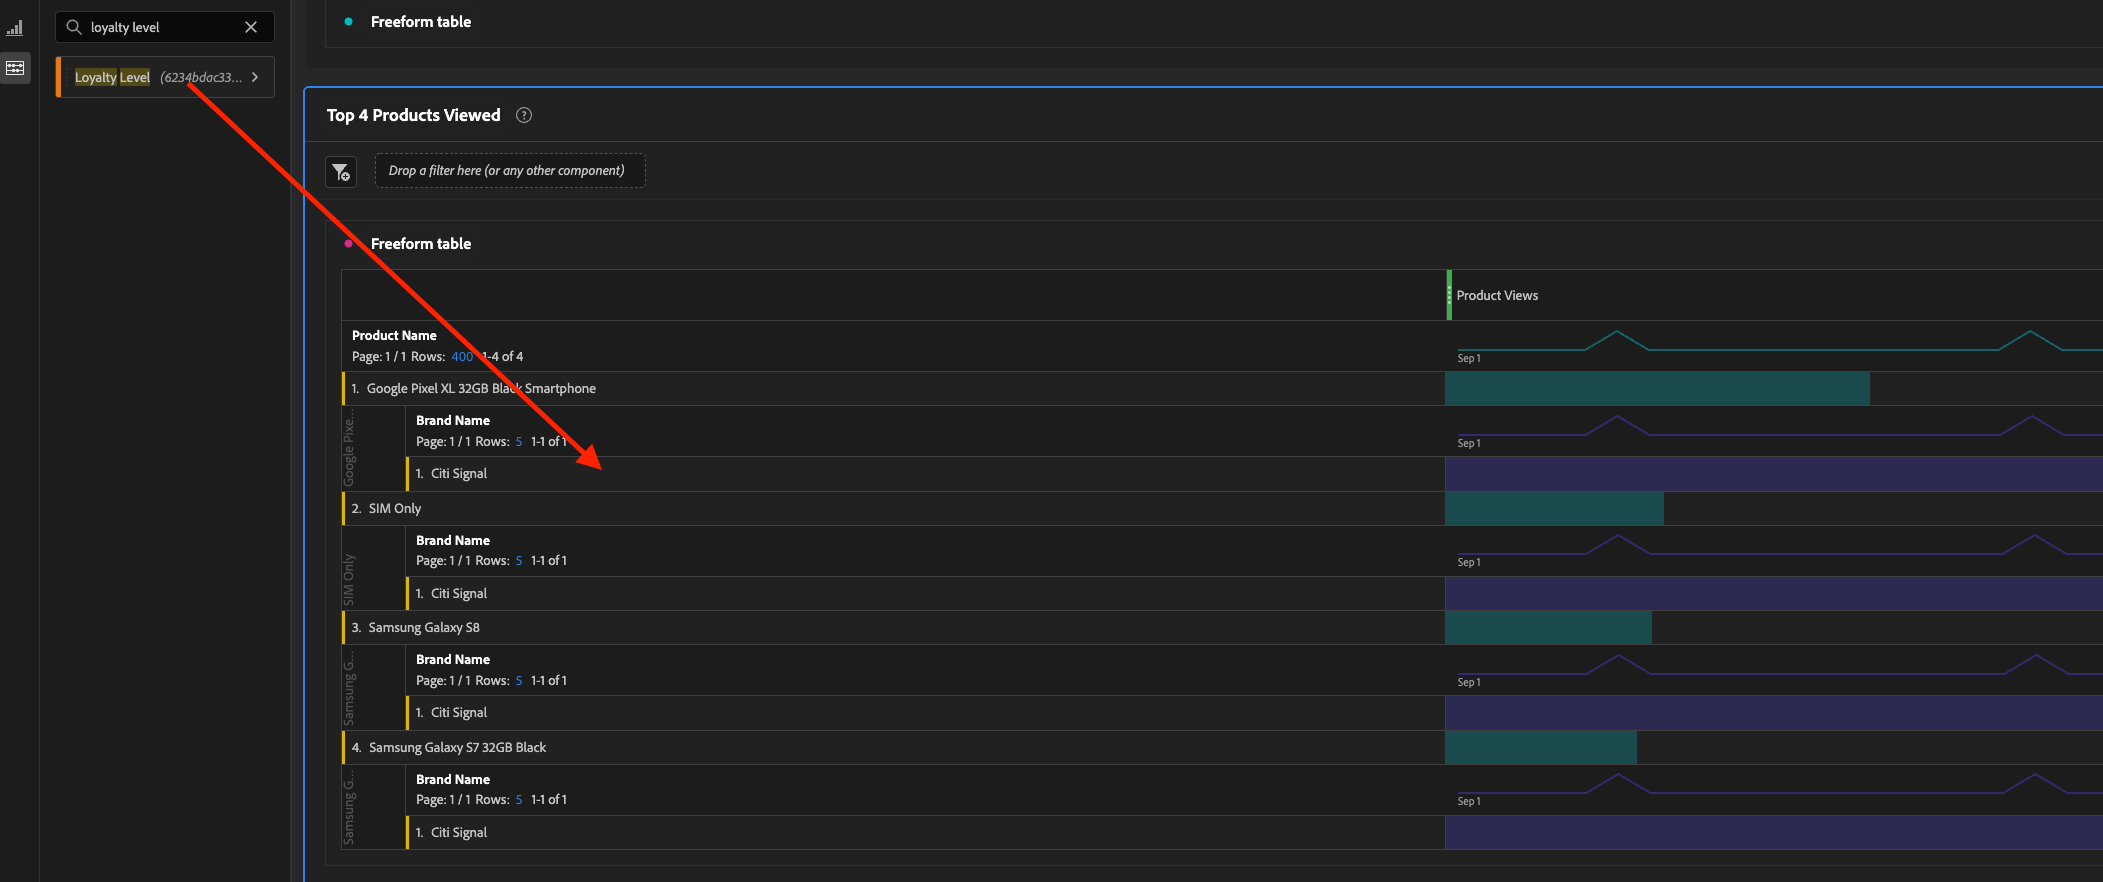 loyalty level
Loyalty Level (6234bdac33...
Freeform table
Top 4 Products Viewed
Drop a filter here (or any other component)
Freeform table
Product Views
Product Name
Page: 1 / 1 Rows: 400 1-4 of 4
Sep 1
1. Google Pixel XL 32GB Black Smartphone
Google Pixe...
Brand Name
Page: 1 / 1 Rows: 5 1-1 of 1
Sep 1
1. Citi Signal
2. SIM Only
SIM Only
Brand Name
Page: 1 / 1 Rows: 5 1-1 of 1
Sep 1
1. Citi Signal
3. Samsung Galaxy S8
Samsung G...
Brand Name
Page: 1 / 1 Rows: 5 1-1 of 1
Sep 1
1. Citi Signal
4. Samsung Galaxy S7 32GB Black
Samsung G...
Brand Name
Page: 1 / 1 Rows: 5 1-1 of 1
Sep 1
1. Citi Signal